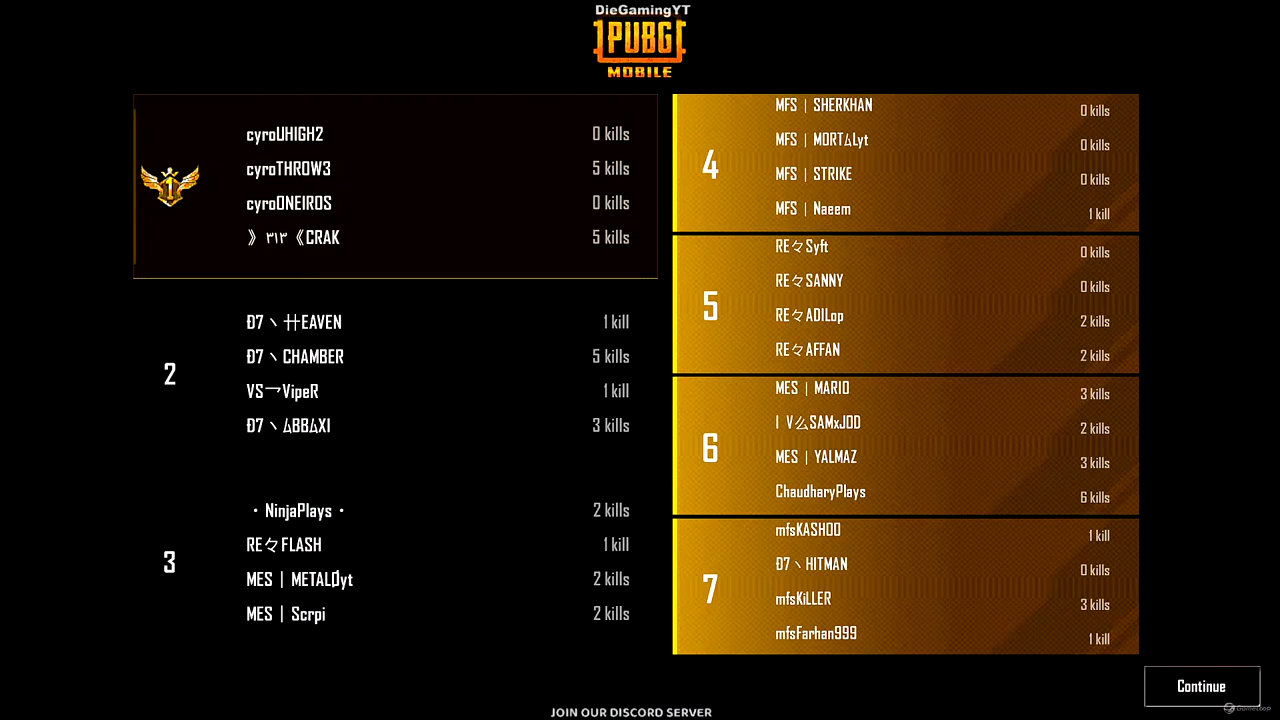 DieGamingYT
PUBG
MOBILE
1
cyroUHIGH2 0 kills
cyroTHROW3 5 kills
cyroONEIROS 0 kills
》٣١٣《CRAK 5 kills
2
Ð7丶卄EAVEN 1 kill
Ð7丶CHAMBER 5 kills
VS乛VipeR 1 kill
Ð7丶ΔBBΔXI 3 kills
3
• NinjaPlays • 2 kills
RE々FLASH 1 kill
MES | METALØyt 2 kills
MES | Scrpi 2 kills
4
MFS | SHERKHAN 0 kills
MFS | MORTΔLyt 0 kills
MFS | STRIKE 0 kills
MFS | Naeem 1 kill
5
RE々Syft 0 kills
RE々SANNY 0 kills
RE々ADILop 2 kills
RE々AFFAN 2 kills
6
MES | MARIO 3 kills
I V么SAMxJOD 2 kills
MES | YALMAZ 3 kills
ChaudharyPlays 6 kills
7
mfsKASHOO 1 kill
Ð7丶HITMAN 0 kills
mfsKiLLER 3 kills
mfsFarhan999 1 kill
Continue
GameLoop
JOIN OUR DISCORD SERVER